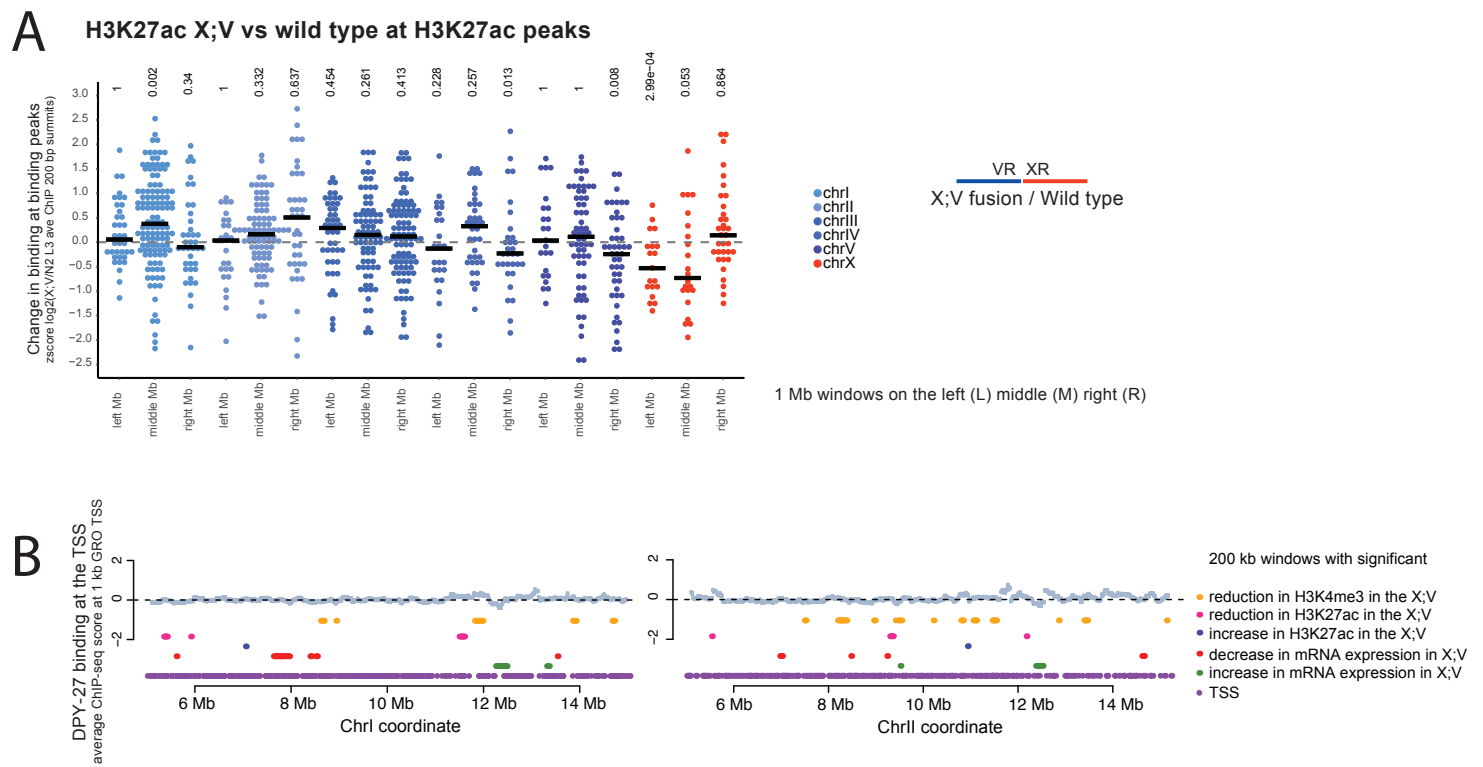 A
H3K27ac X;V vs wild type at H3K27ac peaks
1 0.002 0.34 1 0.332 0.637 0.454 0.261 0.413 0.228 0.257 0.013 1 1 0.008 2.99e−04 0.053 0.864
Change in binding at binding peaks
zscore log2(X;V/N2 L3 ave ChIP 200 bp summits)
3.0
2.5
2.0
1.5
1.0
0.5
0.0
−0.5
−1.0
−1.5
−2.0
−2.5
left Mb middle Mb right Mb left Mb middle Mb right Mb left Mb middle Mb right Mb left Mb middle Mb right Mb left Mb middle Mb right Mb left Mb middle Mb right Mb
chrI
chrII
chrIII
chrIV
chrV
chrX
VR XR
X;V fusion / Wild type
1 Mb windows on the left (L) middle (M) right (R)
B
DPY-27 binding at the TSS
average ChIP-seq score at 1 kb GRO TSS
2
0
−2
6 Mb 8 Mb 10 Mb 12 Mb 14 Mb
ChrI coordinate
2
0
−2
6 Mb 8 Mb 10 Mb 12 Mb 14 Mb
ChrII coordinate
200 kb windows with significant
reduction in H3K4me3 in the X;V
reduction in H3K27ac in the X;V
increase in H3K27ac in the X;V
decrease in mRNA expression in X;V
increase in mRNA expression in X;V
TSS